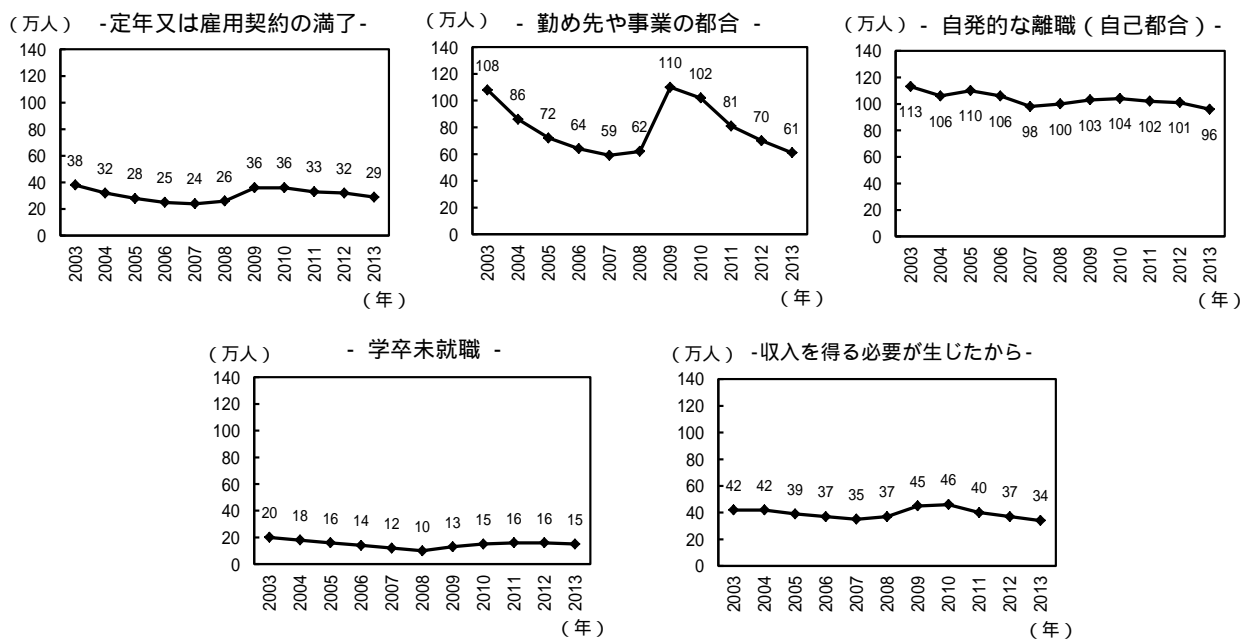 （万人） -定年又は雇用契約の満了-
140
120
100
80
60
40
20
0
38 32 28 25 24 26 36 36 33 32 29
2003 2004 2005 2006 2007 2008 2009 2010 2011 2012 2013
（年）
（万人） - 勤め先や事業の都合 -
140
120
100
80
60
40
20
0
108 86 72 64 59 62 110 102 81 70 61
2003 2004 2005 2006 2007 2008 2009 2010 2011 2012 2013
（年）
（万人） - 自発的な離職（自己都合）-
140
120
100
80
60
40
20
0
113 106 110 106 98 100 103 104 102 101 96
2003 2004 2005 2006 2007 2008 2009 2010 2011 2012 2013
（年）
（万人） - 学卒未就職 -
140
120
100
80
60
40
20
0
20 18 16 14 12 10 13 15 16 16 15
2003 2004 2005 2006 2007 2008 2009 2010 2011 2012 2013
（年）
（万人） -収入を得る必要が生じたから-
140
120
100
80
60
40
20
0
42 42 39 37 35 37 45 46 40 37 34
2003 2004 2005 2006 2007 2008 2009 2010 2011 2012 2013
（年）